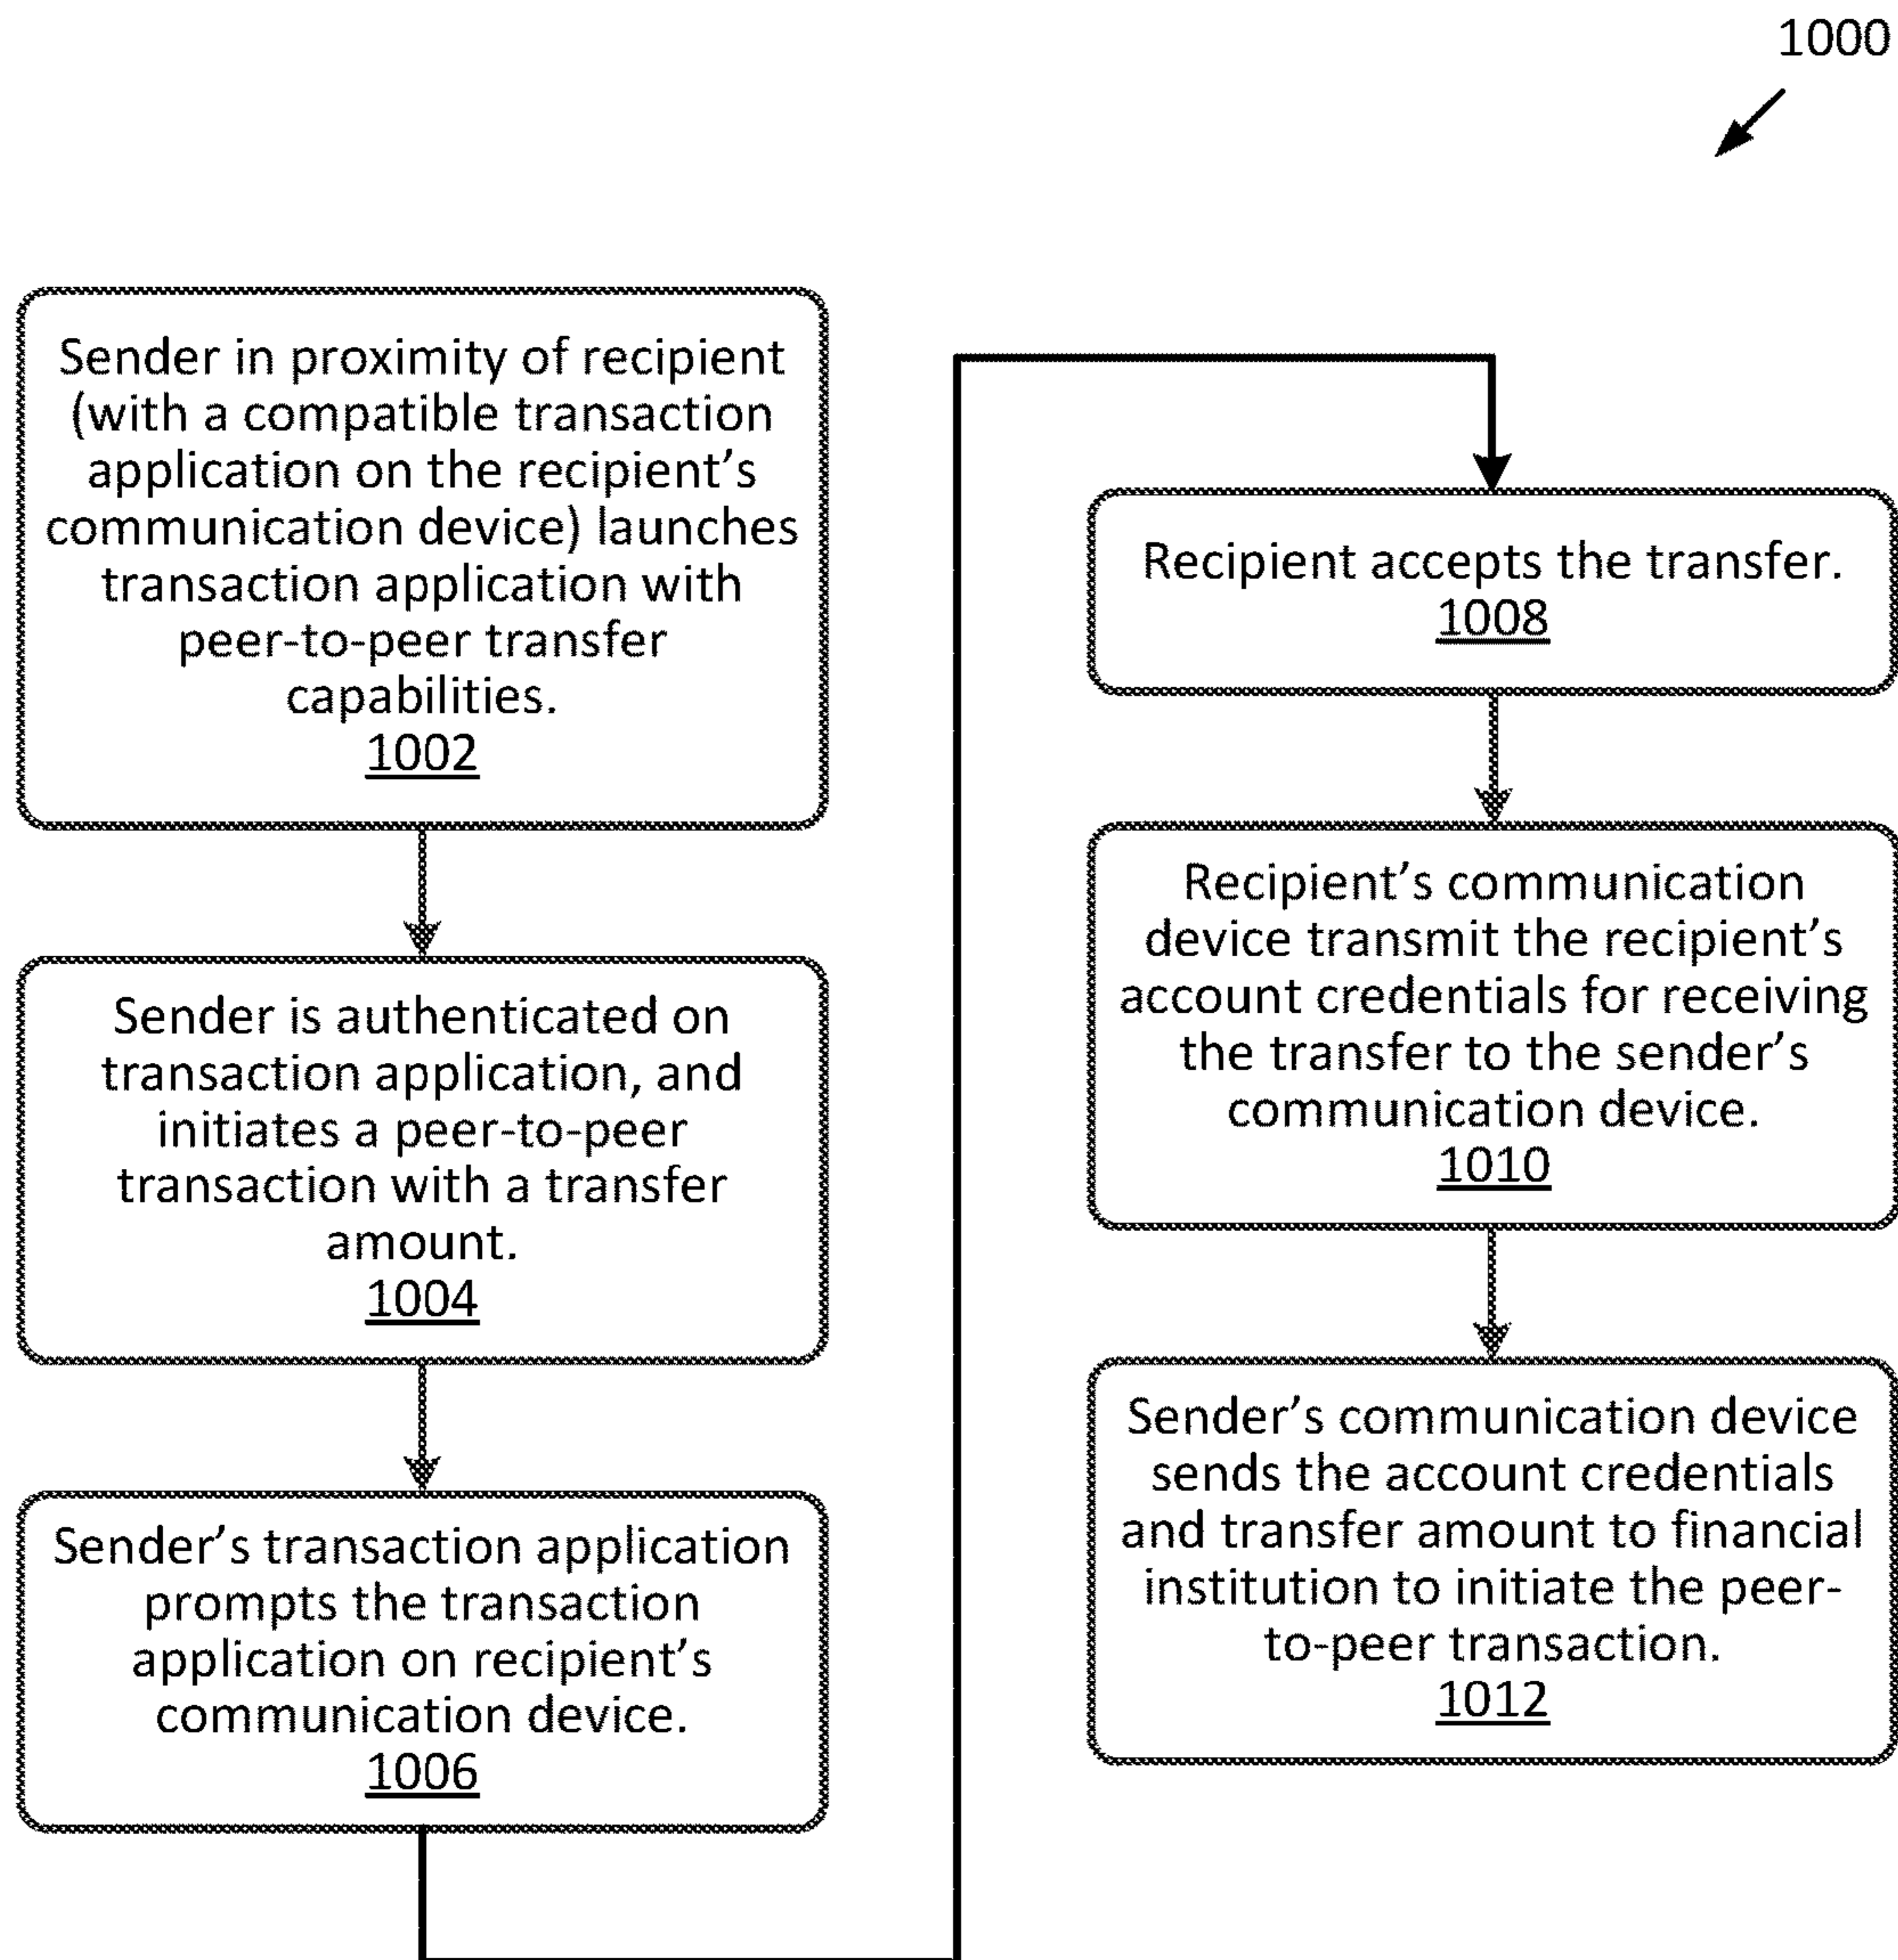 1000
Sender in proximity of recipient
(with a compatible transaction
application on the recipient’s
communication device) launches
transaction application with
peer-to-peer transfer
capabilities.
1002
Sender is authenticated on
transaction application, and
initiates a peer-to-peer
transaction with a transfer
amount.
1004
Sender’s transaction application
prompts the transaction
application on recipient’s
communication device.
1006
Recipient accepts the transfer.
1008
Recipient’s communication
device transmit the recipient’s
account credentials for receiving
the transfer to the sender’s
communication device.
1010
Sender’s communication device
sends the account credentials
and transfer amount to financial
institution to initiate the peer-
to-peer transaction.
1012